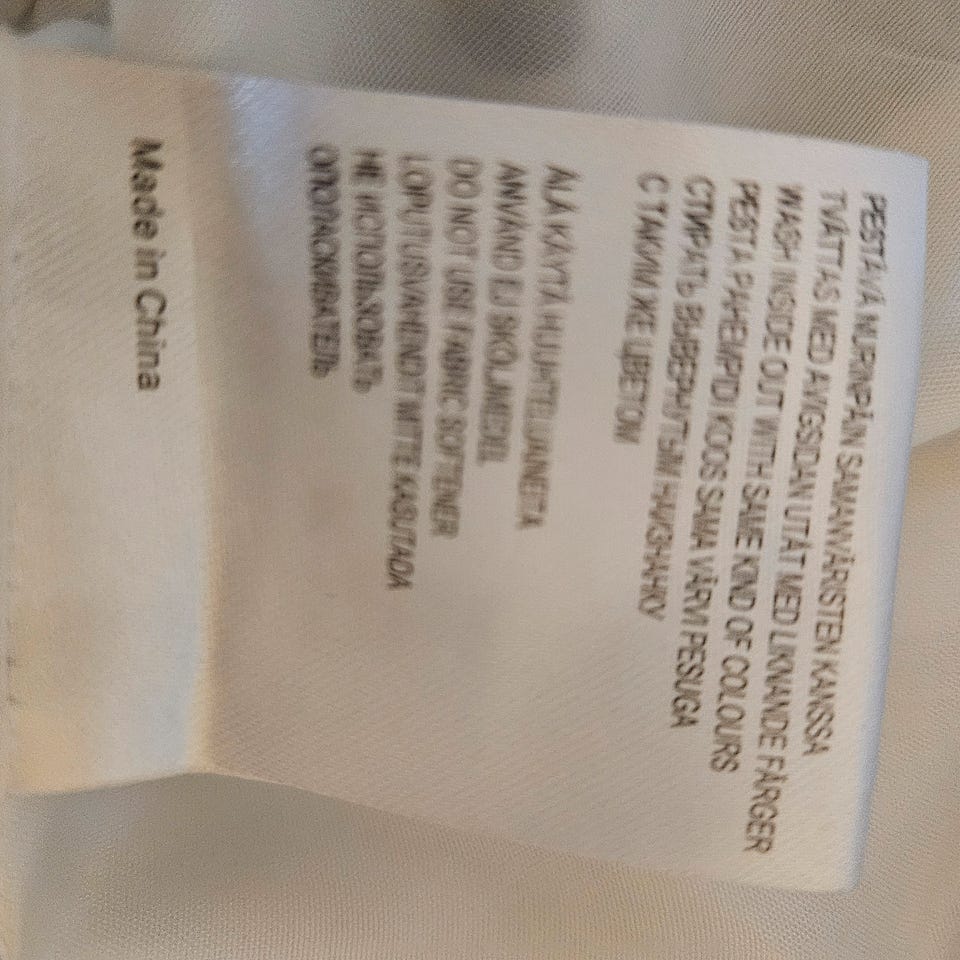 PESTÄVÄ NURINPÄIN SAMANVÄRISTEN KANSSA
TVÄTTAS MED AVIGSIDAN UTÅT MED LIKNANDE FÄRGER
WASH INSIDE OUT WITH SAME KIND OF COLOURS
PESTA PAHEMPIDI KOOS SAMA VÄRVI PESUGA
СТИРАТЬ ВЫВЕРНУТЫМ НАИЗНАНКУ
С ТАКИМ ЖЕ ЦВЕТОМ
ÄLÄ KÄYTÄ HUUHTELUAINETTA
ANVÄND EJ SKÖLJMEDEL
DO NOT USE FABRIC SOFTENER
LOPUTUSVAHENDIT MITTE KASUTADA
НЕ ИСПОЛЬЗОВАТЬ
ОПОЛАСКИВАТЕЛЬ
Made in China